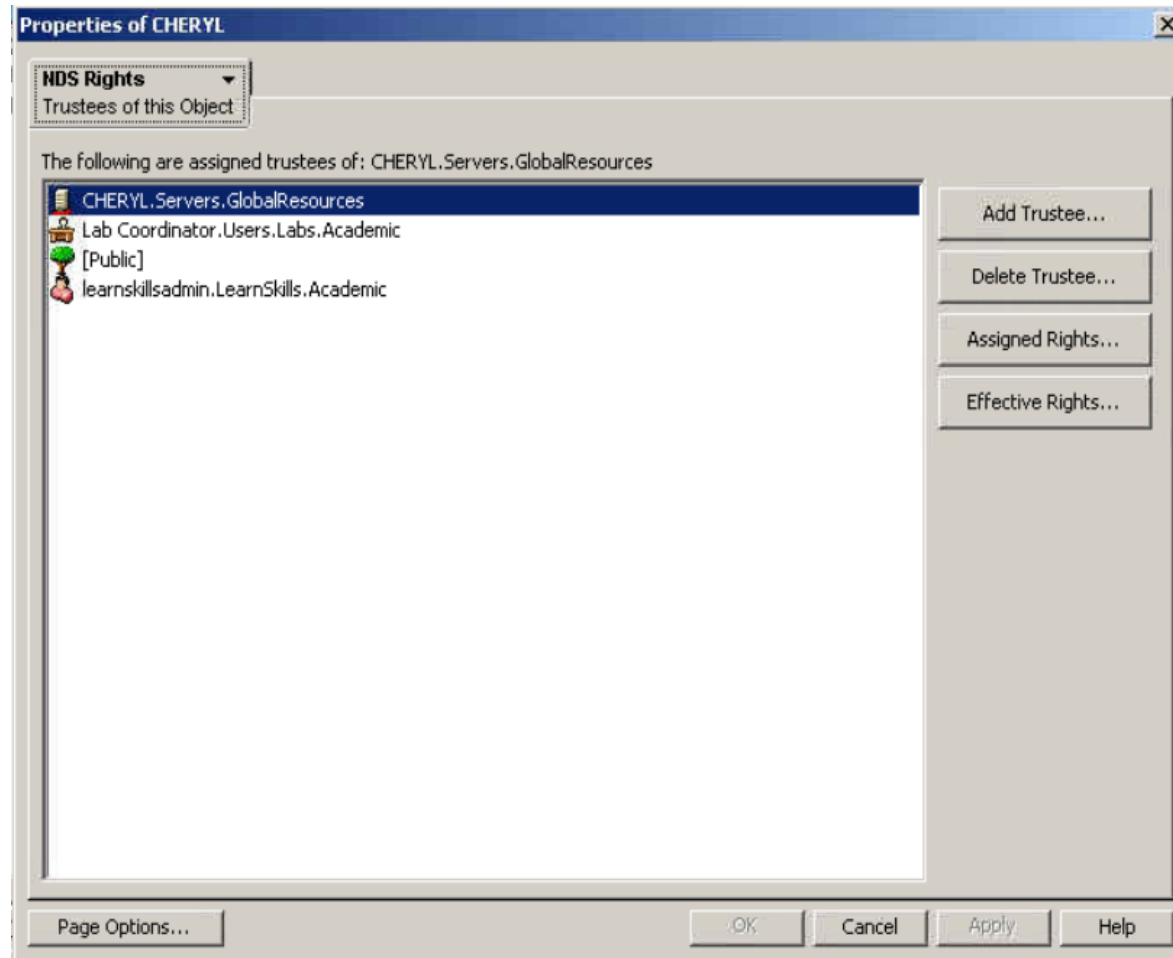 Properties of CHERYL
NDS Rights
Trustees of this Object
The following are assigned trustees of: CHERYL.Servers.GlobalResources
CHERYL.Servers.GlobalResources
Lab Coordinator.Users.Labs.Academic
[Public]
learnskillsadmin.LearnSkills.Academic
Add Trustee...
Delete Trustee...
Assigned Rights...
Effective Rights...
Page Options...
OK
Cancel
Apply
Help